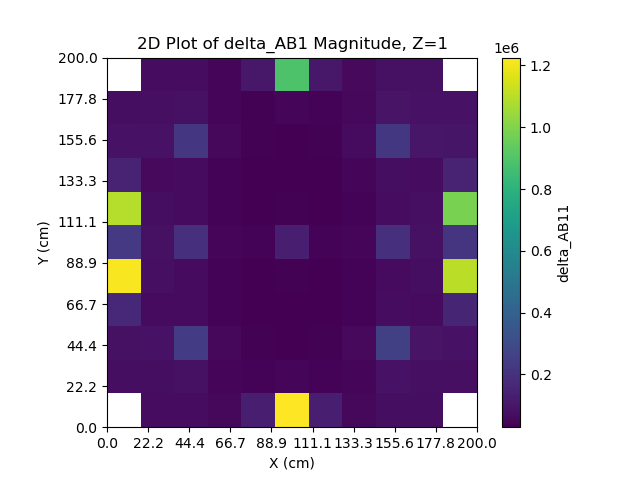 2D Plot of delta_AB1 Magnitude, Z=1
1e6
200.0
177.8
155.6
133.3
111.1
88.9
66.7
44.4
22.2
0.0
Y (cm)
0.0 22.2 44.4 66.7 88.9 111.1 133.3 155.6 177.8 200.0
X (cm)
1.2
1.0
0.8
0.6
0.4
0.2
delta_AB11